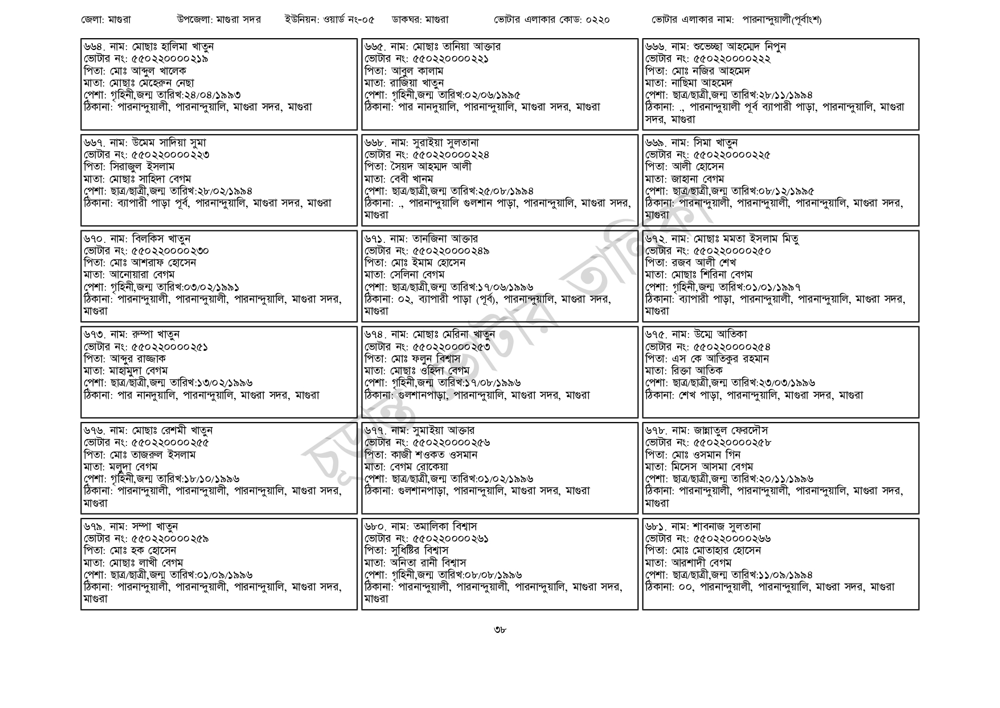 জেলা: মাগুরা উপজেলা: মাগুরা সদর ইউনিয়ন: ওয়ার্ড নং-০৫ ডাকঘর: মাগুরা ভোটার এলাকার কোড: ০২২০ ভোটার এলাকার নাম: পারনান্দুয়ালী(পূর্বাংশ)
৬৬৪. নাম: মোছাঃ হালিমা খাতুন
ভোটার নং: ৫৫০২২০০০০২১৯
পিতা: মোঃ আব্দুল খালেক
মাতা: মোছাঃ মেহেরুন নেছা
পেশা: গৃহিনী,জন্ম তারিখ:২৪/০৪/১৯৯৩
ঠিকানা: পারনান্দুয়ালী, পারনান্দুয়ালি, মাগুরা সদর, মাগুরা
৬৬৫. নাম: মোছাঃ তানিয়া আক্তার
ভোটার নং: ৫৫০২২০০০০২২১
পিতা: আবুল কালাম
মাতা: রাজিয়া খাতুন
পেশা: গৃহিনী,জন্ম তারিখ:০২/০৬/১৯৯৫
ঠিকানা: পার নানদুয়ালি, পারনান্দুয়ালি, মাগুরা সদর, মাগুরা
৬৬৬. নাম: শুভেচ্ছা আহম্মেদ নিপুন
ভোটার নং: ৫৫০২২০০০০২২২
পিতা: মোঃ নজির আহমেদ
মাতা: নাছিমা আহমেদ
পেশা: ছাত্র/ছাত্রী,জন্ম তারিখ:২৮/১১/১৯৯৪
ঠিকানা: ., পারনান্দুয়ালী পূর্ব ব্যাপারী পাড়া, পারনান্দুয়ালি, মাগুরা
সদর, মাগুরা
৬৬৭. নাম: উমেম সাদিয়া সুমা
ভোটার নং: ৫৫০২২০০০০২২৩
পিতা: সিরাজুল ইসলাম
মাতা: মোছাঃ সাহিদা বেগম
পেশা: ছাত্র/ছাত্রী,জন্ম তারিখ:২৮/০২/১৯৯৪
ঠিকানা: ব্যাপারী পাড়া পূর্ব, পারনান্দুয়ালি, মাগুরা সদর, মাগুরা
৬৬৮. নাম: সুরাইয়া সুলতানা
ভোটার নং: ৫৫০২২০০০০২২৪
পিতা: সৈয়দ আহম্মদ আলী
মাতা: বেবী খানম
পেশা: ছাত্র/ছাত্রী,জন্ম তারিখ:২৫/০৮/১৯৯৪
ঠিকানা: ., পারনান্দুয়ালি গুলশান পাড়া, পারনান্দুয়ালি, মাগুরা সদর,
মাগুরা
৬৬৯. নাম: সিমা খাতুন
ভোটার নং: ৫৫০২২০০০০২২৫
পিতা: আলী হোসেন
মাতা: জাহানা বেগম
পেশা: ছাত্র/ছাত্রী,জন্ম তারিখ:০৮/১২/১৯৯৫
ঠিকানা: পারনান্দুয়ালী, পারনান্দুয়ালী, পারনান্দুয়ালি, মাগুরা সদর,
মাগুরা
৬৭০. নাম: বিলকিস খাতুন
ভোটার নং: ৫৫০২২০০০০২৩০
পিতা: মোঃ আশরাফ হোসেন
মাতা: আনোয়ারা বেগম
পেশা: গৃহিনী,জন্ম তারিখ:০৩/০২/১৯৯১
ঠিকানা: পারনান্দুয়ালী, পারনান্দুয়ালী, পারনান্দুয়ালি, মাগুরা সদর,
মাগুরা
৬৭১. নাম: তানজিনা আক্তার
ভোটার নং: ৫৫০২২০০০০২৪৯
পিতা: মোঃ ইমাম হোসেন
মাতা: সেলিনা বেগম
পেশা: ছাত্র/ছাত্রী,জন্ম তারিখ:১৭/০৬/১৯৯৬
ঠিকানা: ০২, ব্যাপারী পাড়া (পূর্ব), পারনান্দুয়ালি, মাগুরা সদর,
মাগুরা
৬৭২. নাম: মোছাঃ মমতা ইসলাম মিতু
ভোটার নং: ৫৫০২২০০০০২৫০
পিতা: রজব আলী শেখ
মাতা: মোছাঃ শিরিনা বেগম
পেশা: গৃহিনী,জন্ম তারিখ:০১/০১/১৯৯৭
ঠিকানা: ব্যাপারী পাড়া, পারনান্দুয়ালী, পারনান্দুয়ালি, মাগুরা সদর,
মাগুরা
৬৭৩. নাম: রুম্পা খাতুন
ভোটার নং: ৫৫০২২০০০০২৫১
পিতা: আব্দুর রাজ্জাক
মাতা: মাহামুদা বেগম
পেশা: ছাত্র/ছাত্রী,জন্ম তারিখ:১৩/০২/১৯৯৬
ঠিকানা: পার নানদুয়ালি, পারনান্দুয়ালি, মাগুরা সদর, মাগুরা
৬৭৪. নাম: মোছাঃ মেরিনা খাতুন
ভোটার নং: ৫৫০২২০০০০২৫৩
পিতা: মোঃ ফলুন বিশ্বাস
মাতা: মোছাঃ ওহিদা বেগম
পেশা: গৃহিনী,জন্ম তারিখ:১৭/০৮/১৯৯৬
ঠিকানা: গুলশানপাড়া, পারনান্দুয়ালি, মাগুরা সদর, মাগুরা
৬৭৫. নাম: উম্মে আতিকা
ভোটার নং: ৫৫০২২০০০০২৫৪
পিতা: এস কে আতিকুর রহমান
মাতা: রিক্তা আতিক
পেশা: ছাত্র/ছাত্রী,জন্ম তারিখ:২৩/০৩/১৯৯৬
ঠিকানা: শেখ পাড়া, পারনান্দুয়ালি, মাগুরা সদর, মাগুরা
৬৭৬. নাম: মোছাঃ রেশমী খাতুন
ভোটার নং: ৫৫০২২০০০০২৫৫
পিতা: মোঃ তাজরুল ইসলাম
মাতা: মলুদা বেগম
পেশা: গৃহিনী,জন্ম তারিখ:১৮/১০/১৯৯৬
ঠিকানা: পারনান্দুয়ালী, পারনান্দুয়ালী, পারনান্দুয়ালি, মাগুরা সদর,
মাগুরা
৬৭৭. নাম: সুমাইয়া আক্তার
ভোটার নং: ৫৫০২২০০০০২৫৬
পিতা: কাজী শওকত ওসমান
মাতা: বেগম রোকেয়া
পেশা: ছাত্র/ছাত্রী,জন্ম তারিখ:০১/০২/১৯৯৬
ঠিকানা: গুলশানপাড়া, পারনান্দুয়ালি, মাগুরা সদর, মাগুরা
৬৭৮. নাম: জান্নাতুল ফেরদৌস
ভোটার নং: ৫৫০২২০০০০২৫৮
পিতা: মোঃ ওসমান গিন
মাতা: মিসেস আসমা বেগম
পেশা: ছাত্র/ছাত্রী,জন্ম তারিখ:২০/১১/১৯৯৬
ঠিকানা: পারনান্দুয়ালী, পারনান্দুয়ালী, পারনান্দুয়ালি, মাগুরা সদর,
মাগুরা
৬৭৯. নাম: সম্পা খাতুন
ভোটার নং: ৫৫০২২০০০০২৫৯
পিতা: মোঃ হক হোসেন
মাতা: মোছাঃ লাখী বেগম
পেশা: ছাত্র/ছাত্রী,জন্ম তারিখ:০১/০৯/১৯৯৬
ঠিকানা: পারনান্দুয়ালী, পারনান্দুয়ালী, পারনান্দুয়ালি, মাগুরা সদর,
মাগুরা
৬৮০. নাম: তমালিকা বিশ্বাস
ভোটার নং: ৫৫০২২০০০০২৬১
পিতা: সুধিষ্টির বিশ্বাস
মাতা: অনিতা রানী বিশ্বাস
পেশা: গৃহিনী,জন্ম তারিখ:০৮/০৮/১৯৯৬
ঠিকানা: পারনান্দুয়ালী, পারনান্দুয়ালী, পারনান্দুয়ালি, মাগুরা সদর,
মাগুরা
৬৮১. নাম: শাবনাজ সুলতানা
ভোটার নং: ৫৫০২২০০০০২৬৬
পিতা: মোঃ মোতাহার হোসেন
মাতা: আরশাদী বেগম
পেশা: ছাত্র/ছাত্রী,জন্ম তারিখ:১১/০৯/১৯৯৪
ঠিকানা: ০০, পারনান্দুয়ালী, পারনান্দুয়ালি, মাগুরা সদর, মাগুরা
চূড়ান্ত ভোটার তালিকা
৩৮